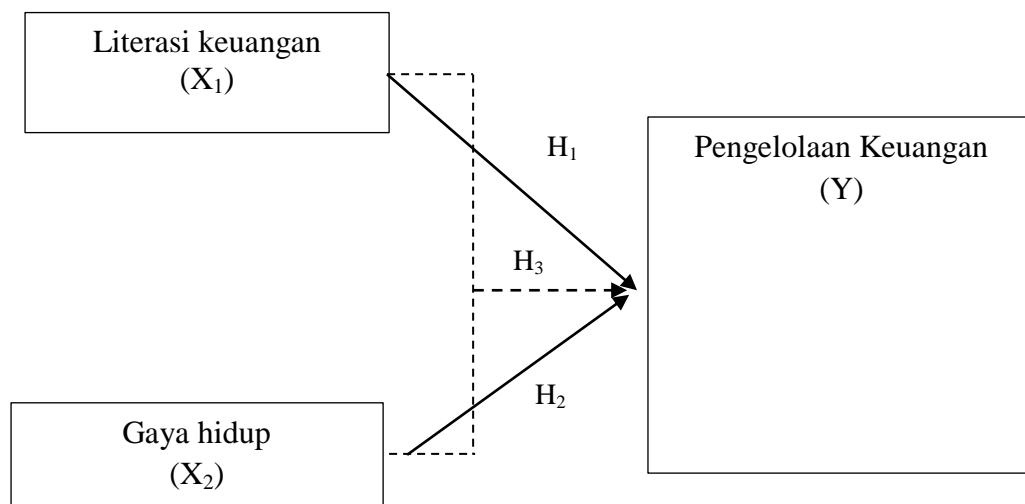 Literasi keuangan
(X₁)
H₁
Pengelolaan Keuangan
(Y)
H₃
H₂
Gaya hidup
(X₂)